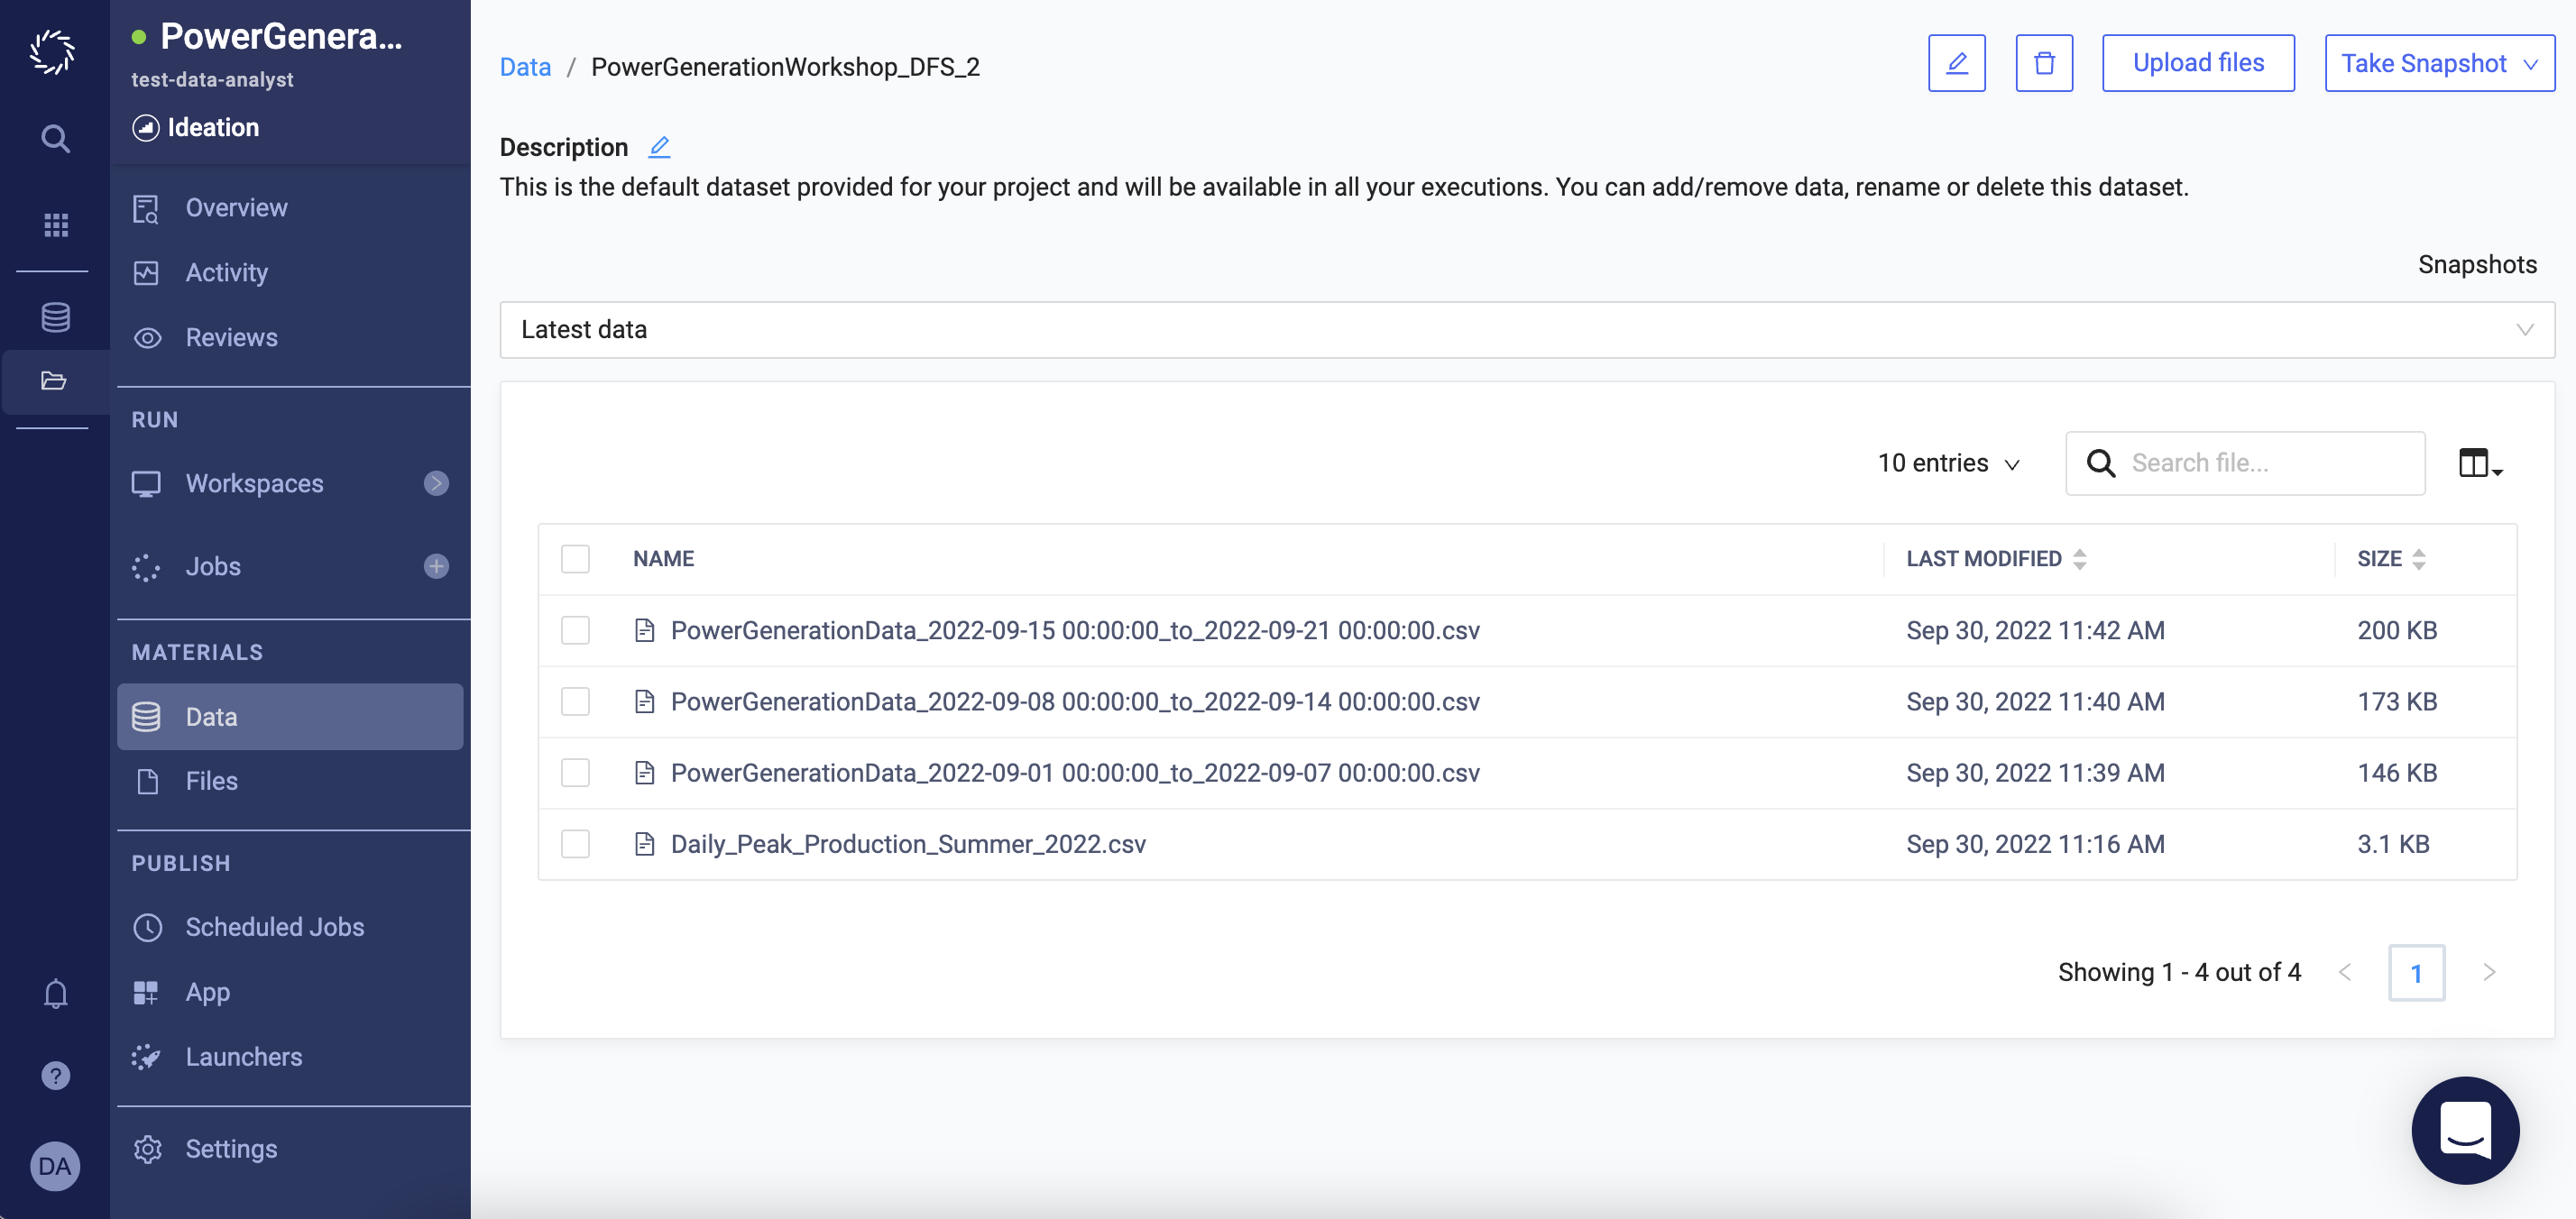 PowerGenera...
test-data-analyst
Ideation
Overview
Activity
Reviews
RUN
Workspaces
Jobs
MATERIALS
Data
Files
PUBLISH
Scheduled Jobs
App
Launchers
Settings
?
DA
Data / PowerGenerationWorkshop_DFS_2
Upload files
Take Snapshot
Description
This is the default dataset provided for your project and will be available in all your executions. You can add/remove data, rename or delete this dataset.
Snapshots
Latest data
10 entries
Search file...
NAME LAST MODIFIED SIZE
PowerGenerationData_2022-09-15 00:00:00_to_2022-09-21 00:00:00.csv Sep 30, 2022 11:42 AM 200 KB
PowerGenerationData_2022-09-08 00:00:00_to_2022-09-14 00:00:00.csv Sep 30, 2022 11:40 AM 173 KB
PowerGenerationData_2022-09-01 00:00:00_to_2022-09-07 00:00:00.csv Sep 30, 2022 11:39 AM 146 KB
Daily_Peak_Production_Summer_2022.csv Sep 30, 2022 11:16 AM 3.1 KB
Showing 1 - 4 out of 4 < 1 >